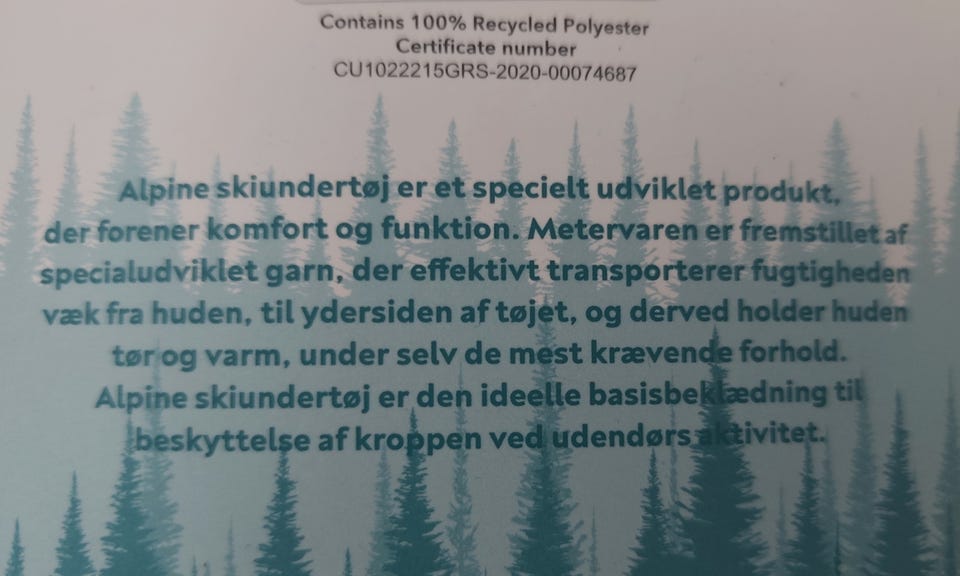 Contains 100% Recycled Polyester
Certificate number
CU1022215GRS-2020-00074687
Alpine skiundertøj er et specielt udviklet produkt,
der forener komfort og funktion. Metervaren er fremstillet af
specialudviklet garn, der effektivt transporterer fugtigheden
væk fra huden, til ydersiden af tøjet, og derved holder huden
tør og varm, under selv de mest krævende forhold.
Alpine skiundertøj er den ideelle basisbeklædning til
beskyttelse af kroppen ved udendørs aktivitet.